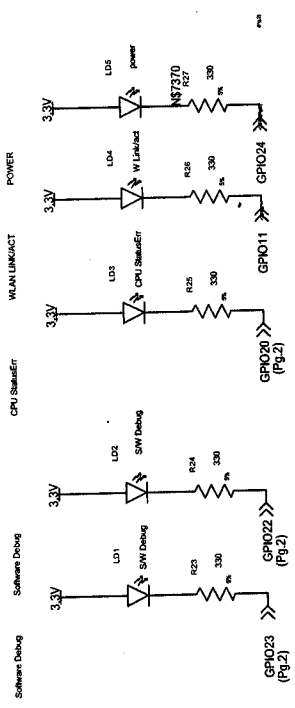 POWER
3.3V
LD5
power
N$7370
R27
330
5%
GPIO24
WLAN LINK/ACT
3.3V
LD4
W Link/act
R26
330
5%
GPIO11
CPU StatusErr
3.3V
LD3
CPU StatusErr
R25
330
5%
GPIO20
(Pg.2)
Software Debug
3.3V
LD2
S/W Debug
R24
330
5%
GPIO22
(Pg.2)
Software Debug
3.3V
LD1
S/W Debug
R23
330
5%
GPIO23
(Pg.2)